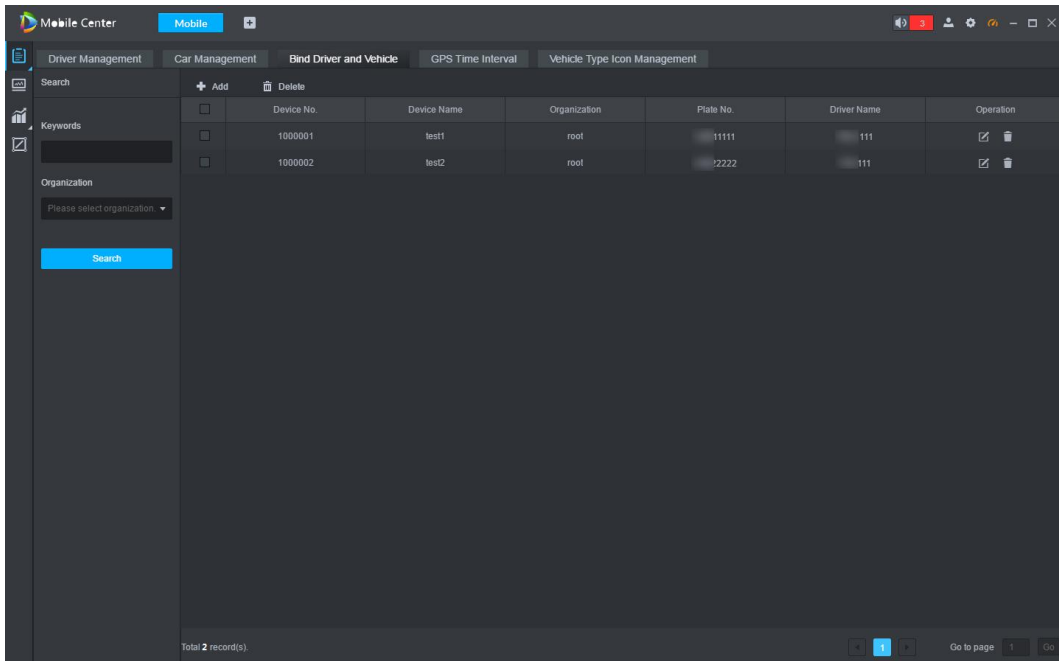 Mobile Center Mobile 3
Driver Management Car Management Bind Driver and Vehicle GPS Time Interval Vehicle Type Icon Management
Search
Add Delete
Keywords
Organization
Please select organization.
Search
Device No. Device Name Organization Plate No. Driver Name Operation
1000001 test1 root 11111 111
1000002 test2 root 22222 111
Total 2 record(s). 1 Go to page 1 Go